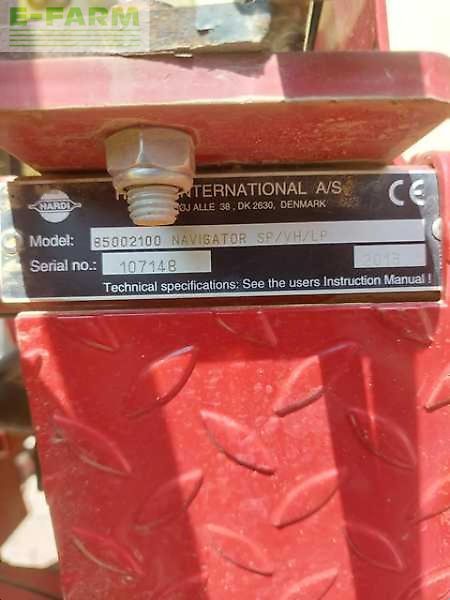 E-FARM
HARDI
INTERNATIONAL A/S
ALLE 38, DK 2630, DENMARK
CE
Model: 85002100 NAVIGATOR SP/VH/LP
Serial no.: 107148 2013
Technical specifications: See the users Instruction Manual !